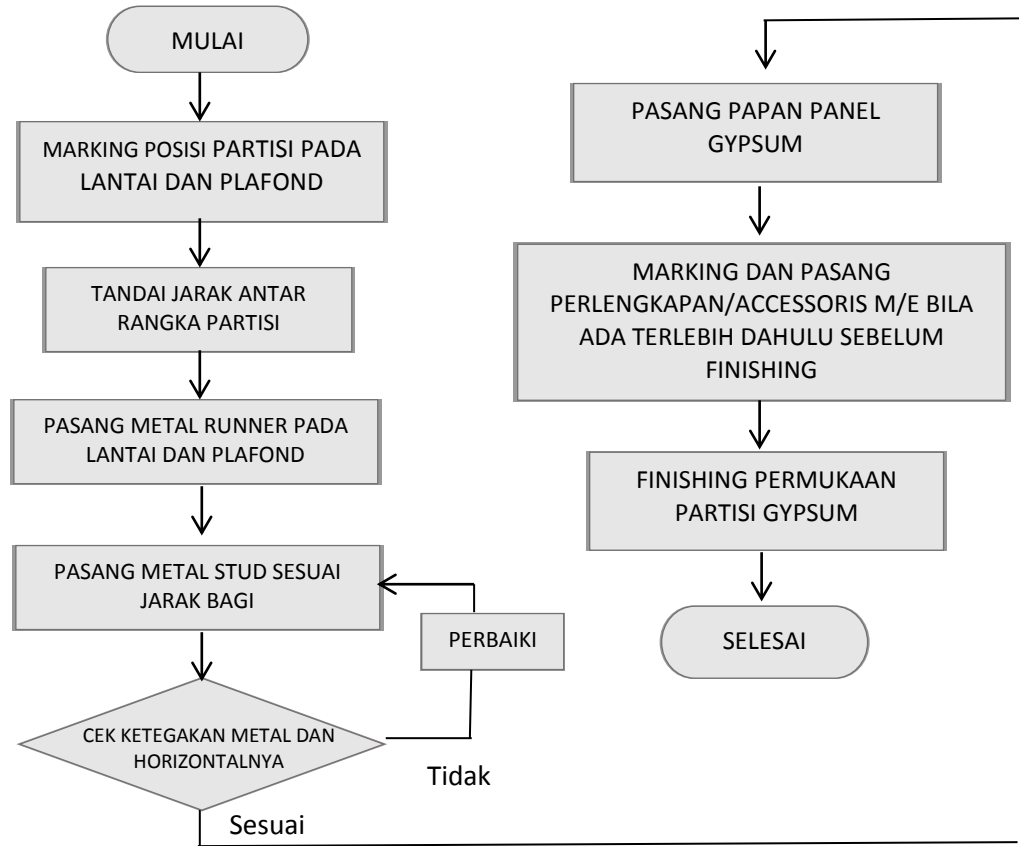 MULAI
MARKING POSISI PARTISI PADA
LANTAI DAN PLAFOND
TANDAI JARAK ANTAR
RANGKA PARTISI
PASANG METAL RUNNER PADA
LANTAI DAN PLAFOND
PASANG METAL STUD SESUAI
JARAK BAGI
PERBAIKI
CEK KETEGAKAN METAL DAN
HORIZONTALNYA
Tidak
Sesuai
PASANG PAPAN PANEL
GYPSUM
MARKING DAN PASANG
PERLENGKAPAN/ACCESSORIS M/E BILA
ADA TERLEBIH DAHULU SEBELUM
FINISHING
FINISHING PERMUKAAN
PARTISI GYPSUM
SELESAI